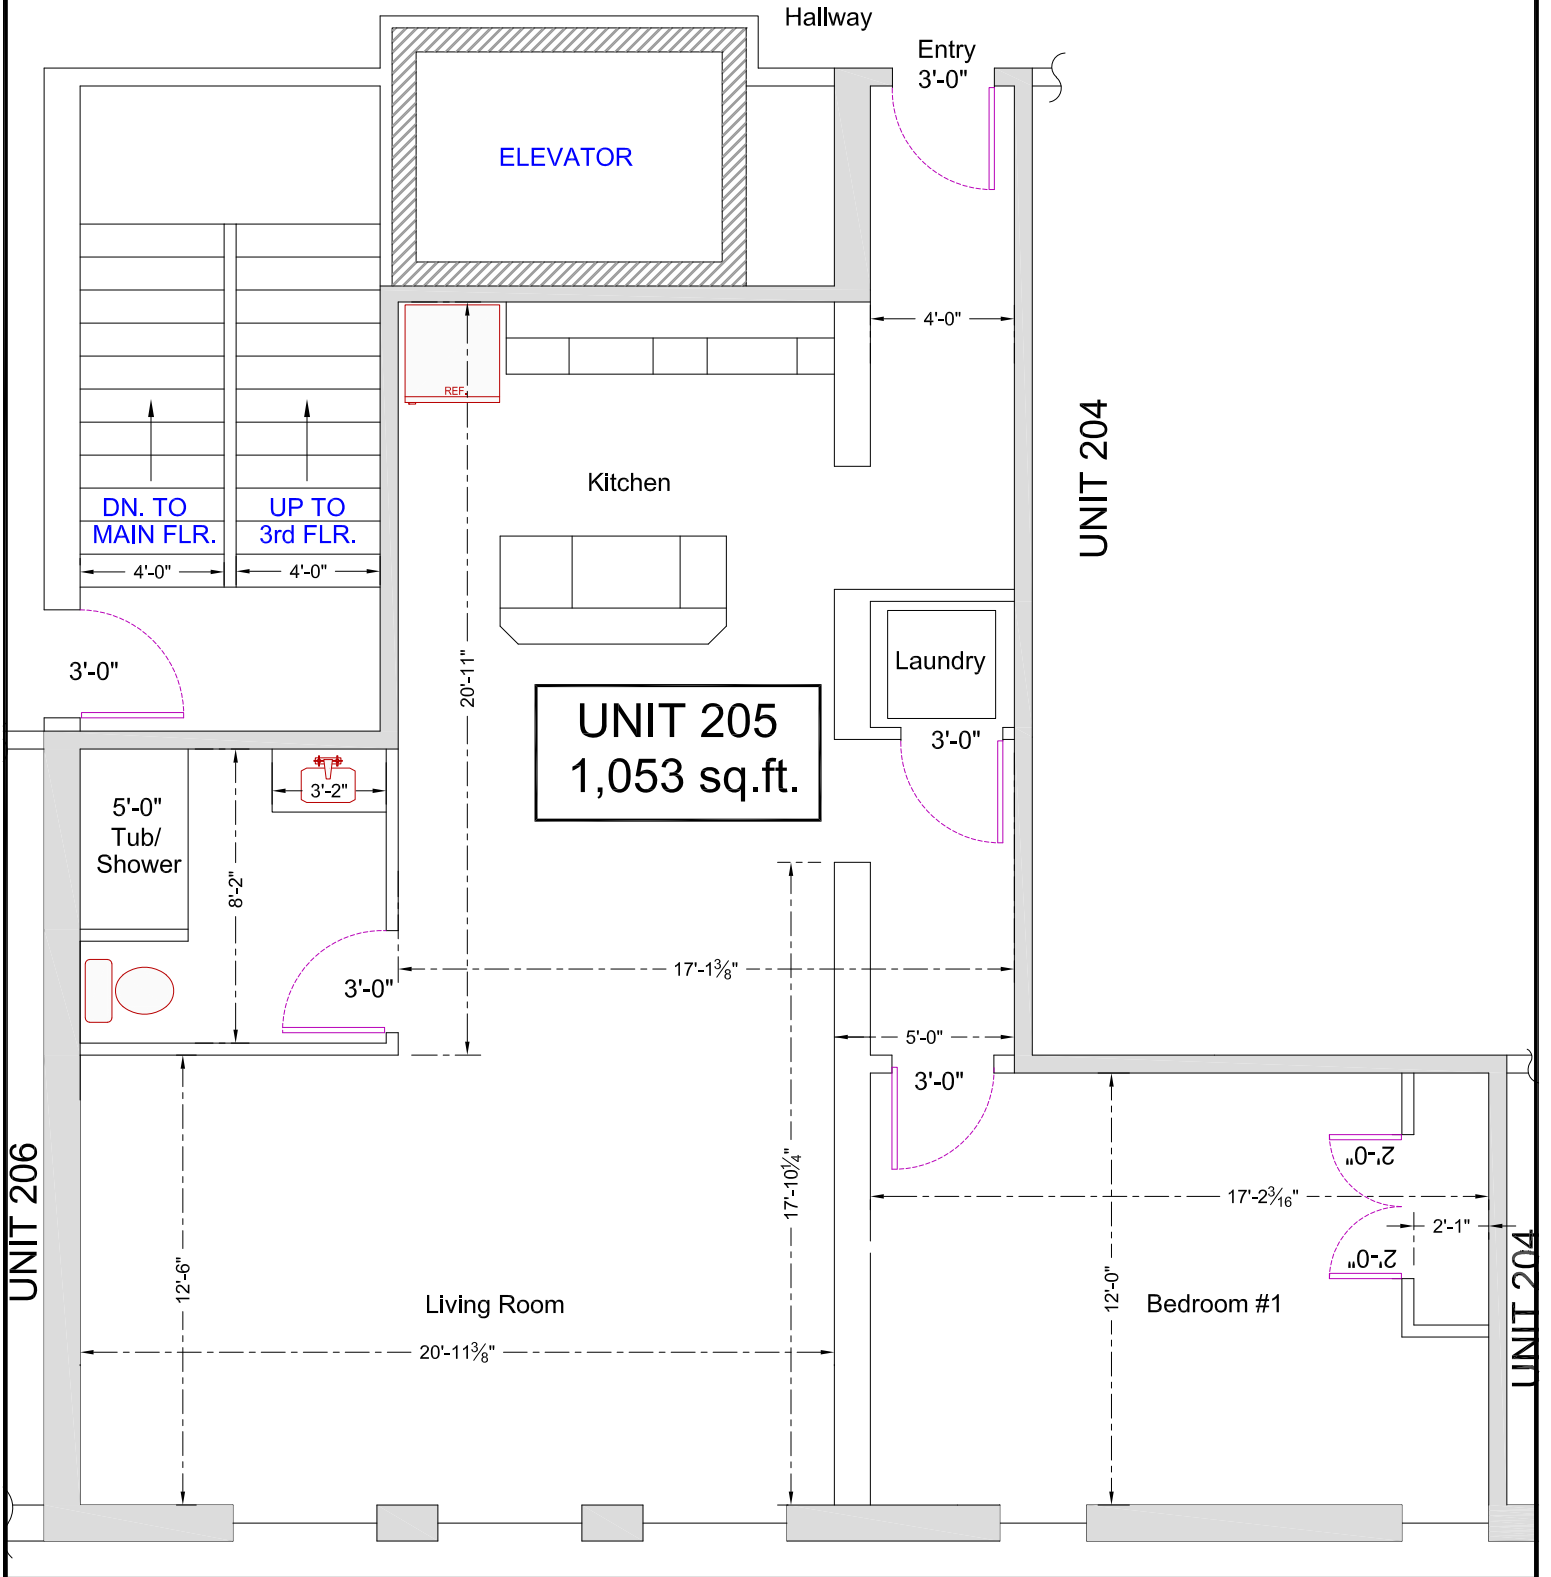 Hallway
Entry
3'-0"
ELEVATOR
4'-0"
REF.
UNIT 204
Kitchen
DN. TO
MAIN FLR.
UP TO
3rd FLR.
4'-0"
4'-0"
3'-0"
20'-11"
Laundry
3'-0"
UNIT 205
1,053 sq.ft.
3'-2"
5'-0"
Tub/
Shower
8'-2"
3'-0"
17'-1⅜"
5'-0"
3'-0"
UNIT 206
12'-6"
17'-10¼"
2'-0"
17'-2³⁄₁₆"
2'-1"
2'-0"
12'-0"
Living Room
Bedroom #1
20'-11⅜"
UNIT 204